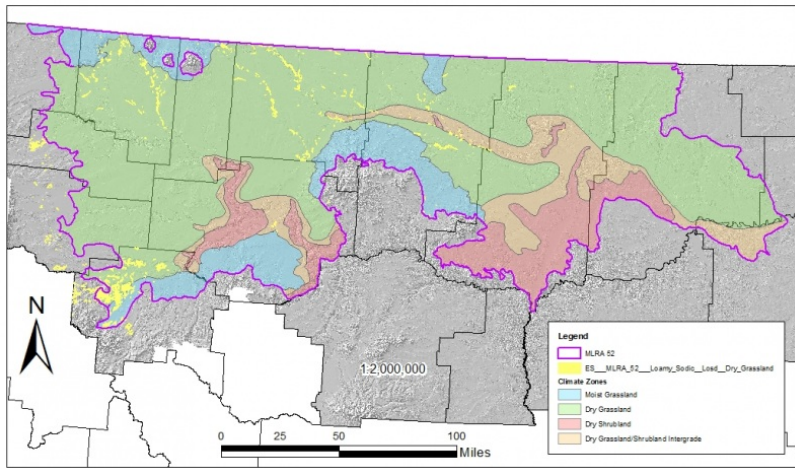 N
1:2,000,000
0 25 50 100
Miles
Legend
MLRA 52
ES___MLRA_52___Loamy_Sodic__Losd__Dry_Grassland
Climate Zones
Moist Grassland
Dry Grassland
Dry Shrubland
Dry Grassland/Shrubland Intergrade